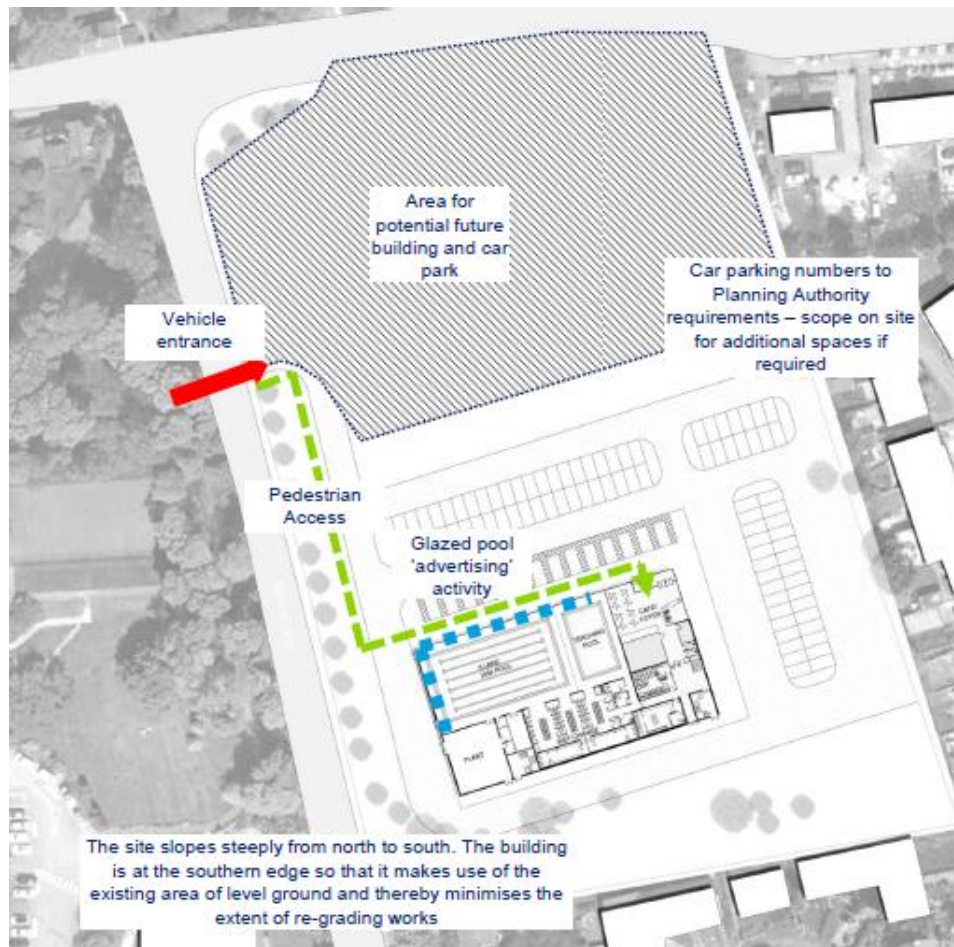 Area for
potential future
building and car
park
Car parking numbers to
Planning Authority
requirements – scope on site
for additional spaces if
required
Vehicle
entrance
Pedestrian
Access
Glazed pool
'advertising'
activity
POOL
PLANT
The site slopes steeply from north to south. The building
is at the southern edge so that it makes use of the
existing area of level ground and thereby minimises the
extent of re-grading works